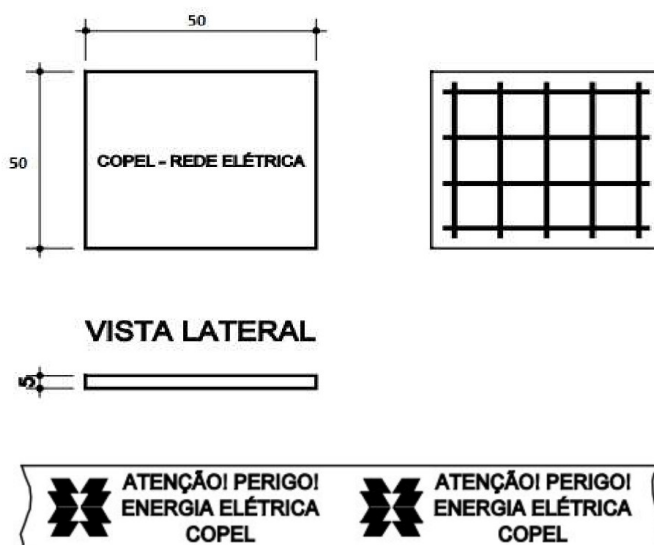 50
50
COPEL - REDE ELÉTRICA
VISTA LATERAL
5
ATENÇÃO! PERIGO!
ENERGIA ELÉTRICA
COPEL
ATENÇÃO! PERIGO!
ENERGIA ELÉTRICA
COPEL